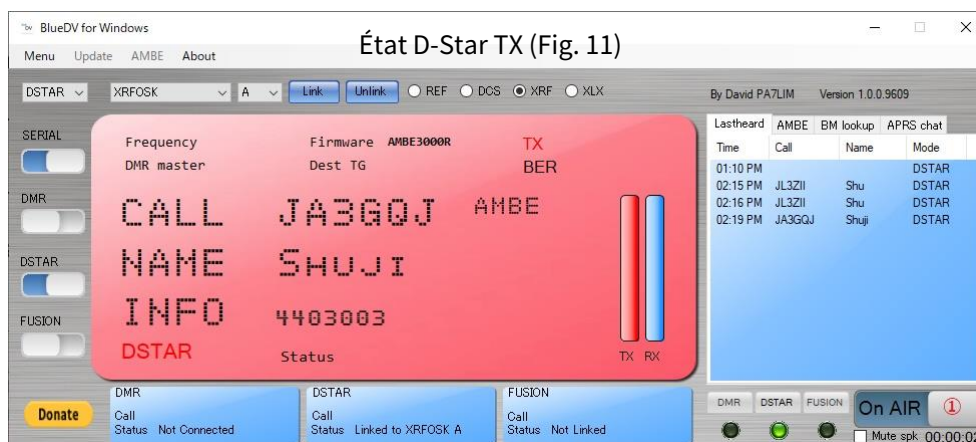 BlueDV for Windows
État D-Star TX (Fig. 11)
Menu Update AMBE About
DSTAR XRFOSK A Link Unlink REF DCS XRF XLX
By David PA7LIM Version 1.0.0.9609
SERIAL
DMR
DSTAR
FUSION
Frequency Firmware AMBE3000R TX
DMR master Dest TG BER
CALL JA3GQJ AMBE
NAME SHUJI
INFO 4403003
DSTAR Status TX RX
Lastheard AMBE BM lookup APRS chat
Time Call Name Mode
01:10 PM DSTAR
02:15 PM JL3ZII Shu DSTAR
02:16 PM JL3ZII Shu DSTAR
02:19 PM JA3GQJ Shuji DSTAR
Donate
DMR
Call
Status Not Connected
DSTAR
Call
Status Linked to XRFOSK A
FUSION
Call
Status Not Linked
DMR DSTAR FUSION
On AIR ①
Mute spk